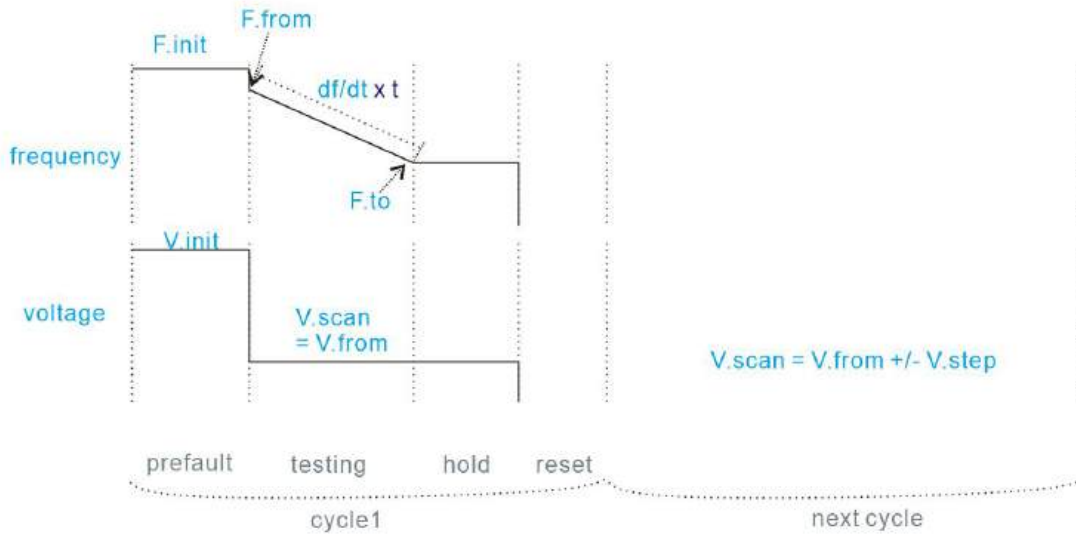 F.from
F.init
df/dt x t
frequency
F.to
V.init
voltage
V.scan
= V.from
V.scan = V.from +/- V.step
prefault testing hold reset
cycle1 next cycle